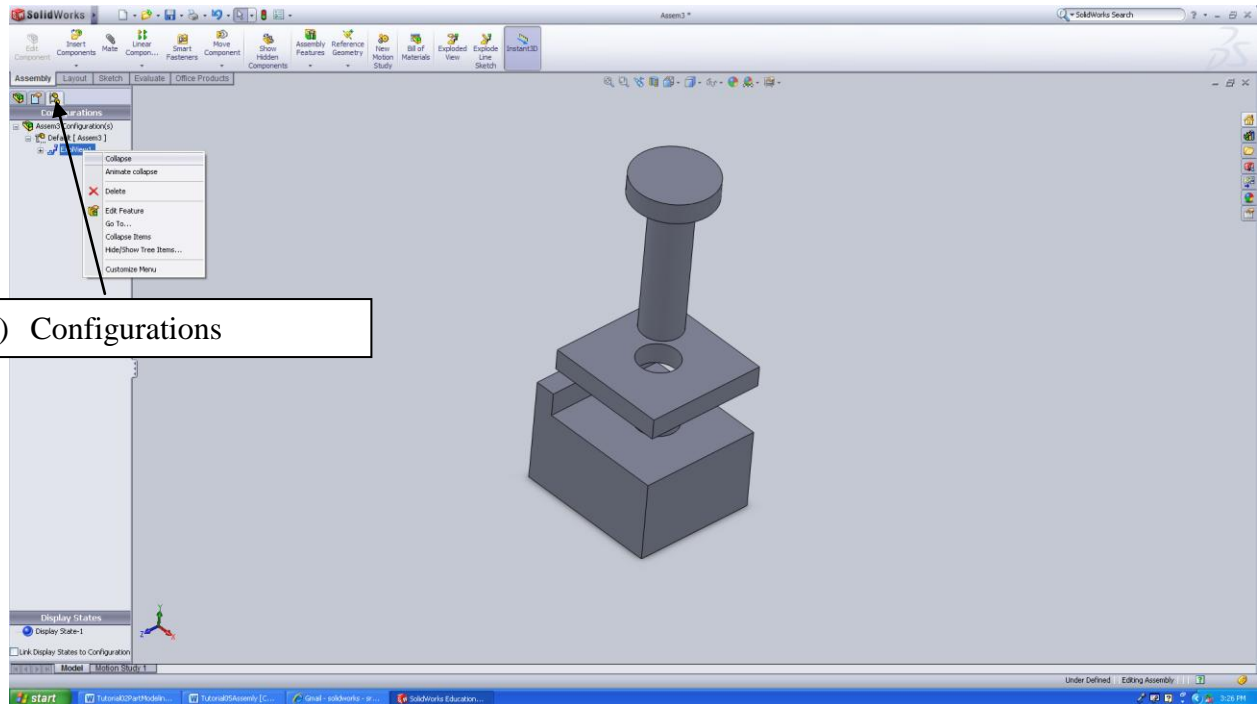 SolidWorks
Assem3 *
SolidWorks Search
Edit Component
Insert Components
Mate
Linear Compon...
Smart Fasteners
Move Component
Show Hidden Components
Assembly Features
Reference Geometry
New Motion Study
Bill of Materials
Exploded View
Explode Line Sketch
Instant3D
Assembly Layout Sketch Evaluate Office Products
Assem3 Configuration(s)
Default [ Assem3 ]
Collapse
Animate collapse
Delete
Edit Feature
Go To...
Collapse Items
Hide/Show Tree Items...
Customize Menu
) Configurations
Display States
Display State-1
Link Display States to Configuration
Model Motion Study 1
Under Defined Editing Assembly
start
Tutorial02PartModelin...
Tutorial05Assemly [C...
Gmail - solidworks - sr...
SolidWorks Education...
3:26 PM